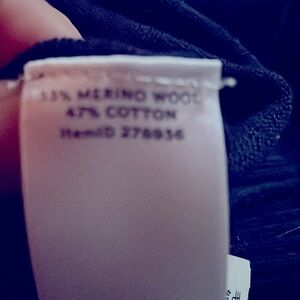 53% MERINO WOOL
47% COTTON
ItemID 278936